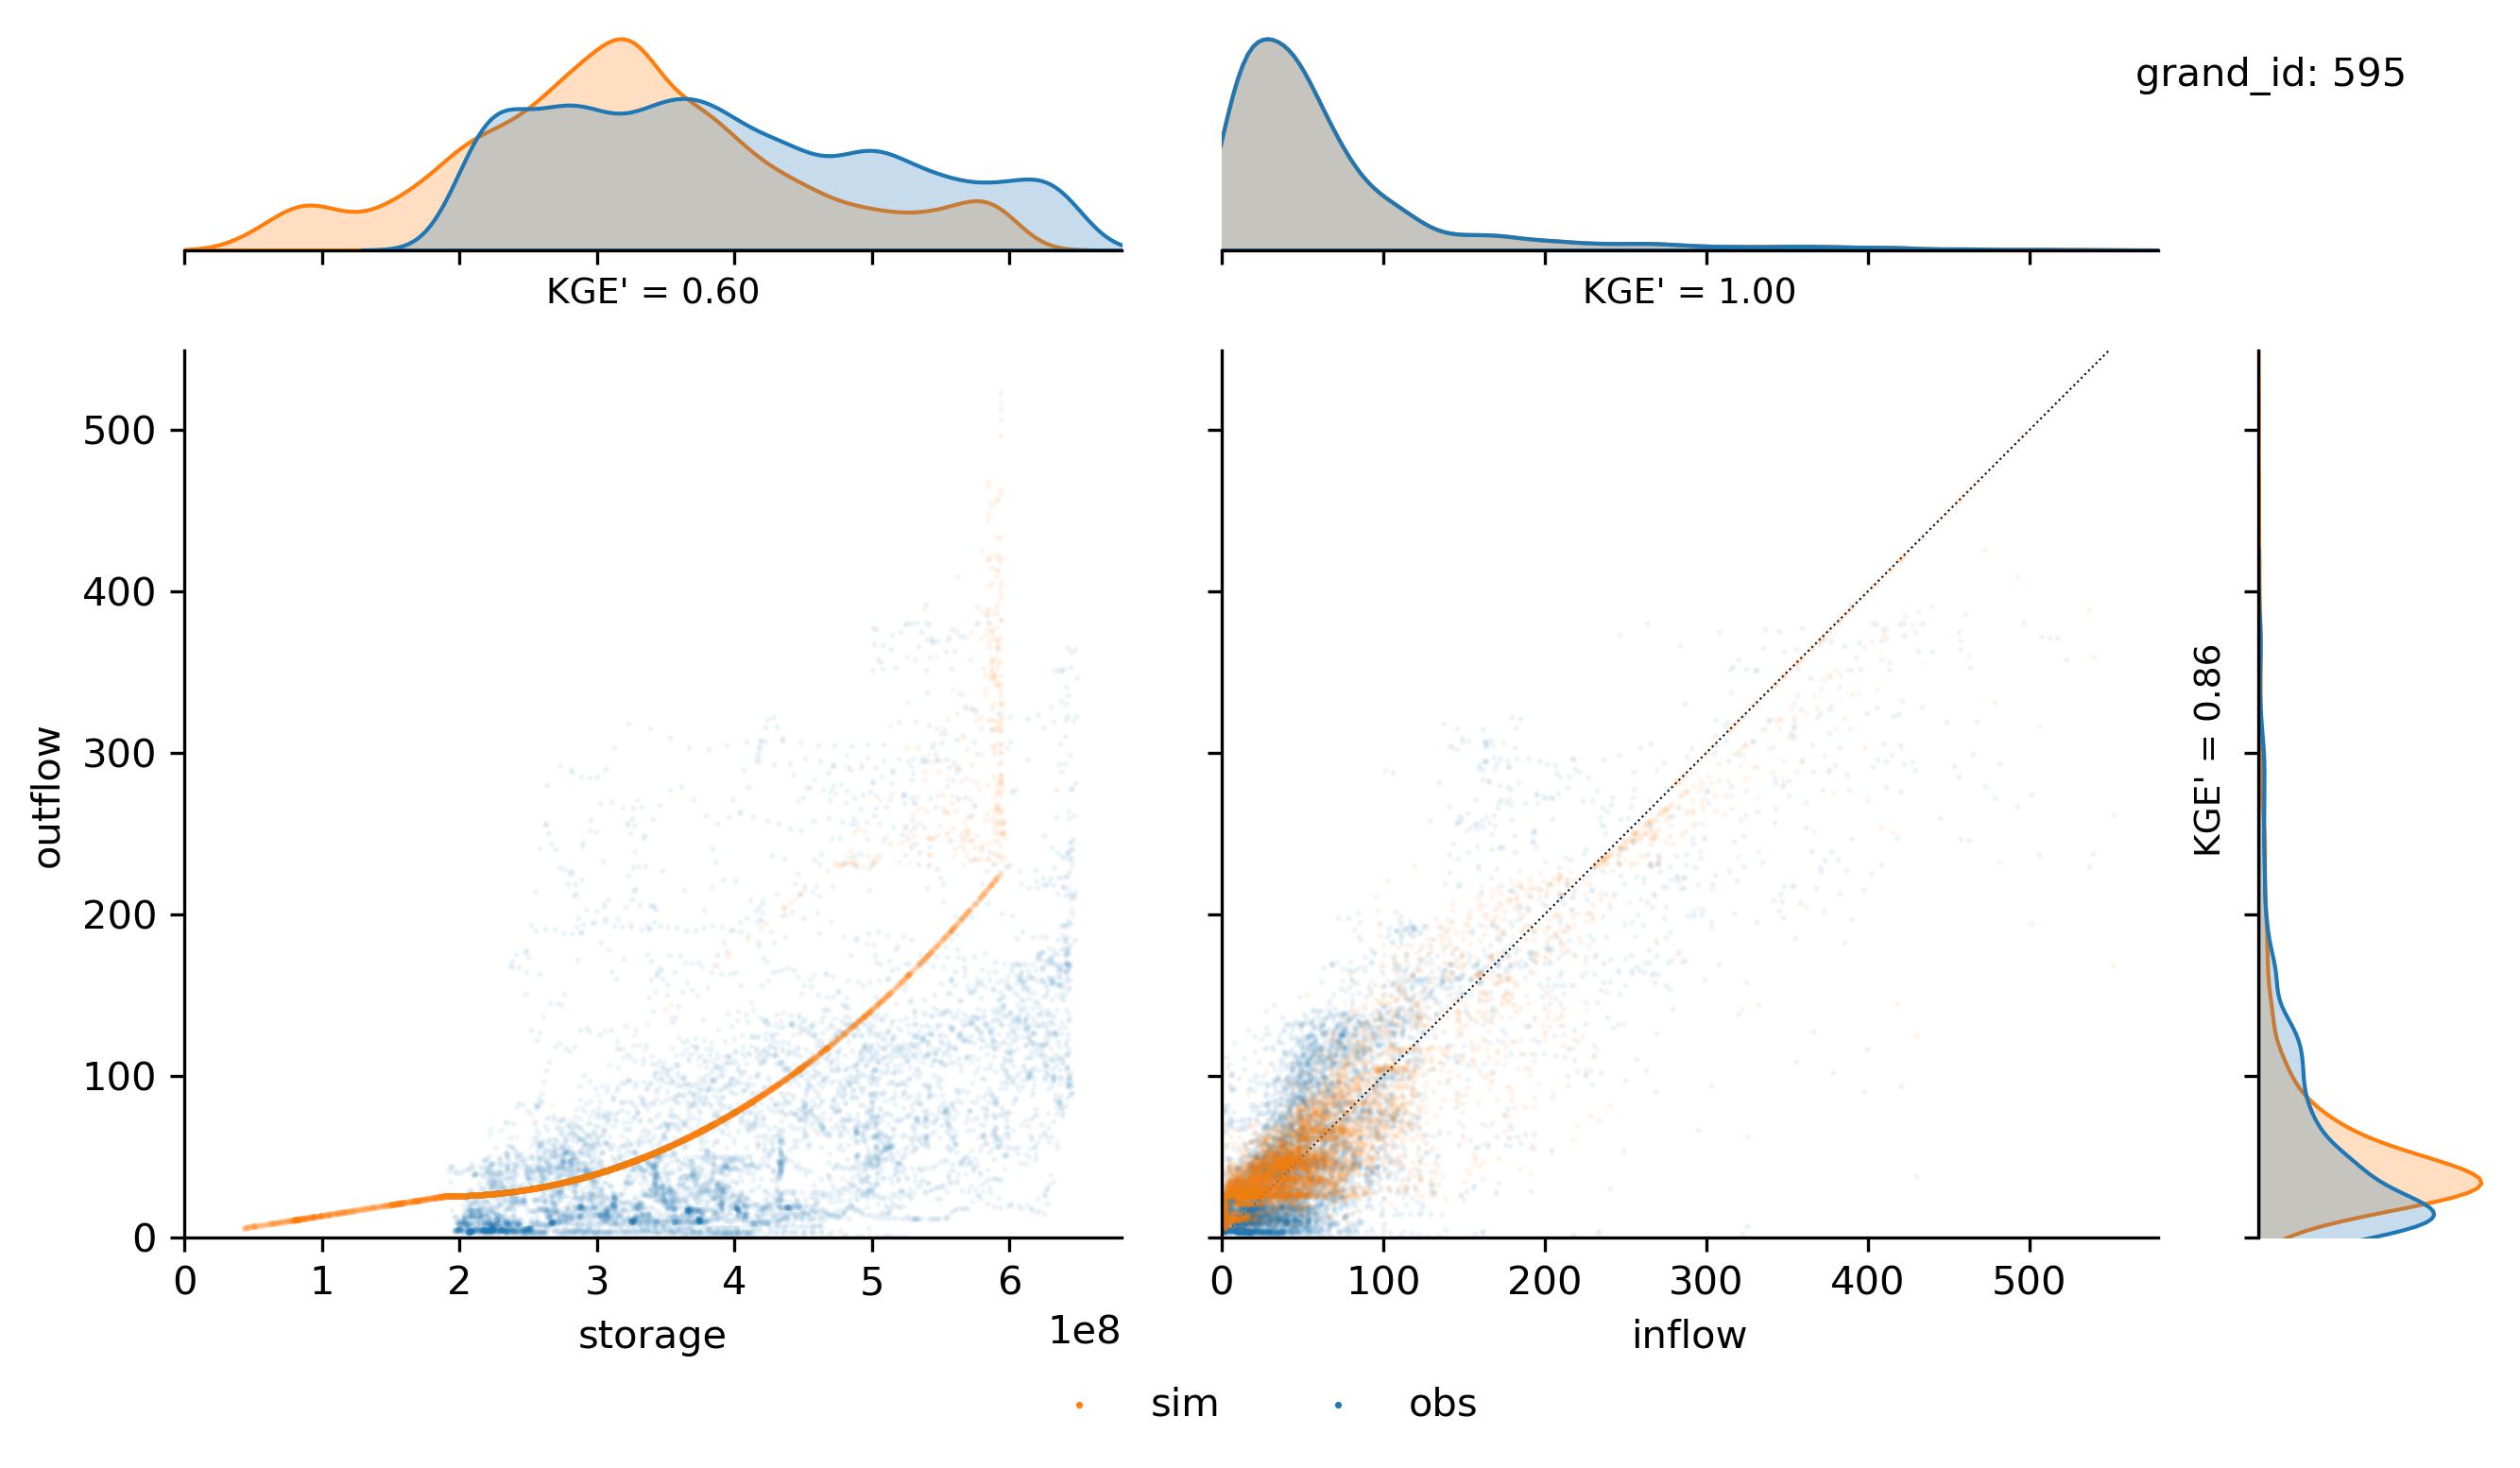 grand_id: 595
KGE' = 0.60
KGE' = 1.00
outflow
500
400
300
200
100
0
0 1 2 3 4 5 6
1e8
storage
0 100 200 300 400 500
inflow
KGE' = 0.86
sim obs